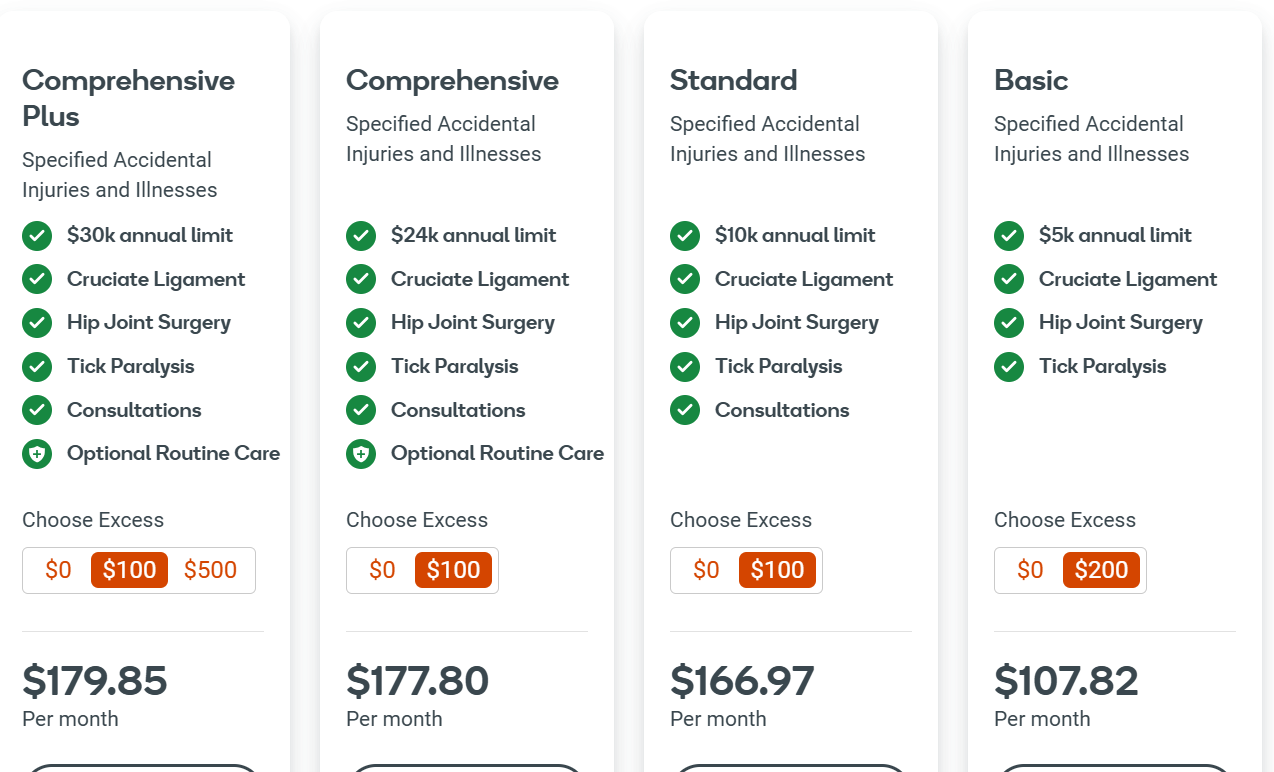 Comprehensive
Plus
Specified Accidental
Injuries and Illnesses
$30k annual limit
Cruciate Ligament
Hip Joint Surgery
Tick Paralysis
Consultations
Optional Routine Care
Choose Excess
$0 $100 $500
$179.85
Per month
Comprehensive
Specified Accidental
Injuries and Illnesses
$24k annual limit
Cruciate Ligament
Hip Joint Surgery
Tick Paralysis
Consultations
Optional Routine Care
Choose Excess
$0 $100
$177.80
Per month
Standard
Specified Accidental
Injuries and Illnesses
$10k annual limit
Cruciate Ligament
Hip Joint Surgery
Tick Paralysis
Consultations
Choose Excess
$0 $100
$166.97
Per month
Basic
Specified Accidental
Injuries and Illnesses
$5k annual limit
Cruciate Ligament
Hip Joint Surgery
Tick Paralysis
Choose Excess
$0 $200
$107.82
Per month